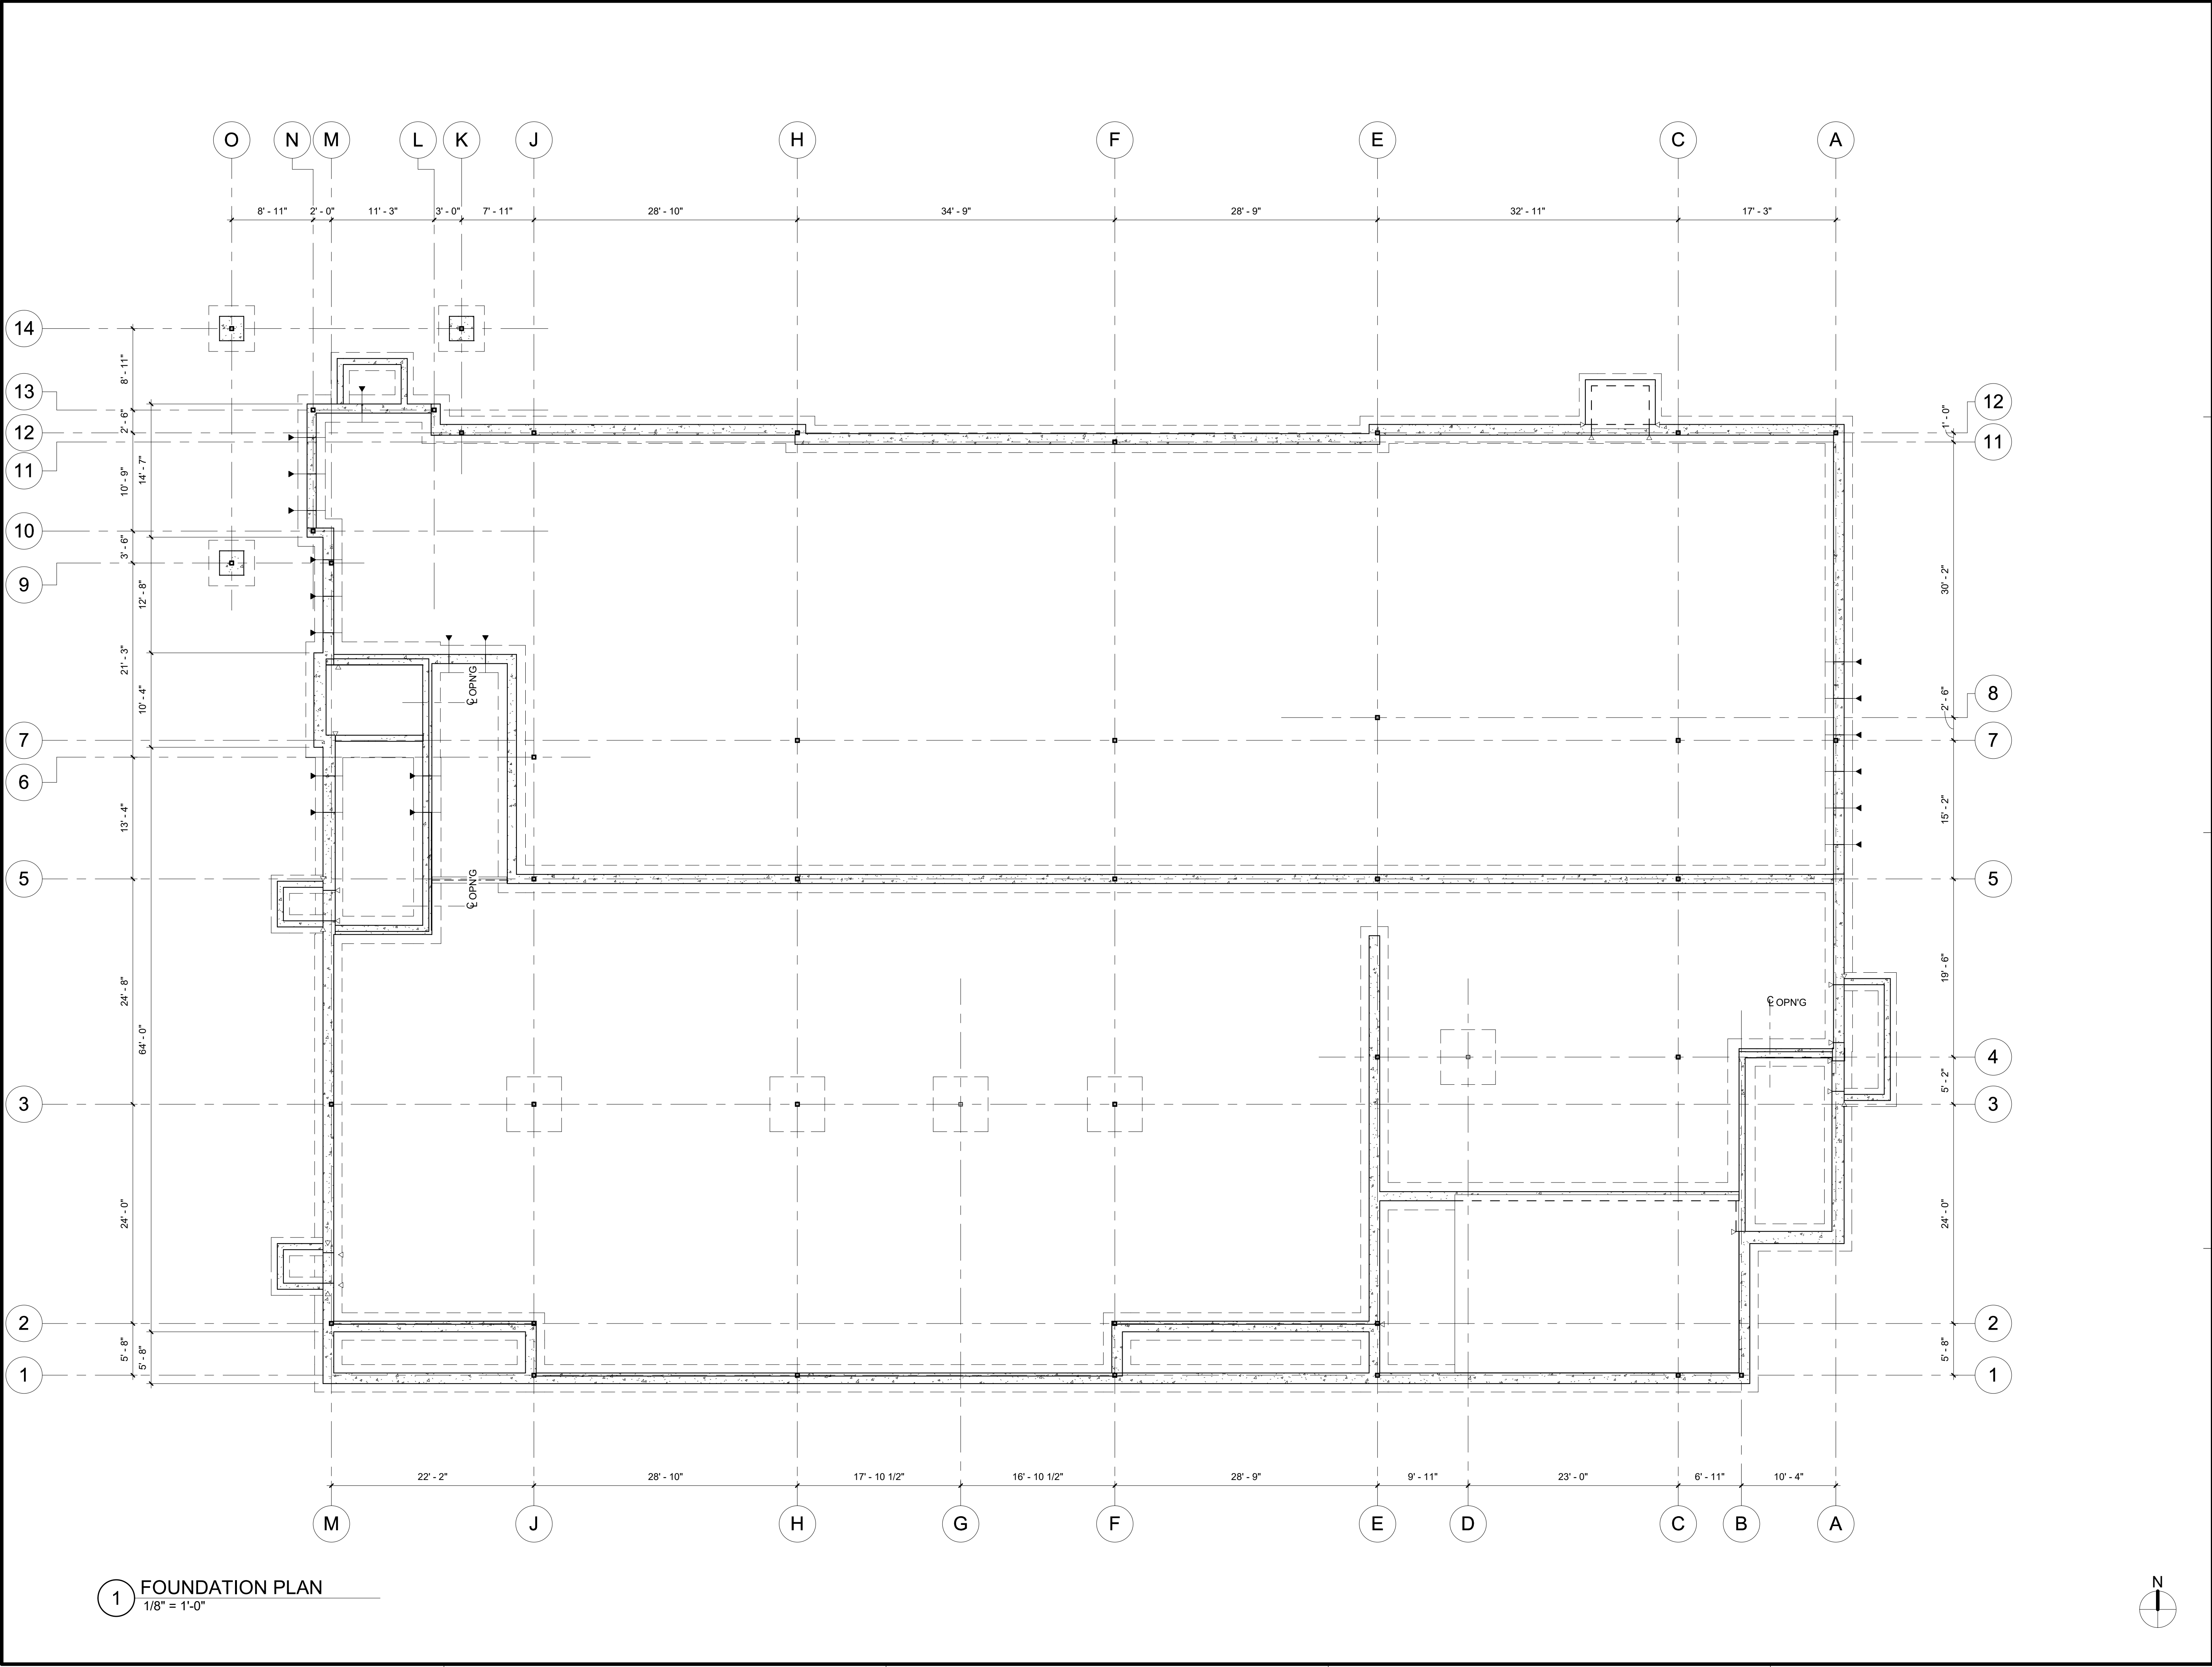 O N M L K J H F E C A
8' - 11" 2' - 0" 11' - 3" 3' - 0" 7' - 11" 28' - 10" 34' - 9" 28' - 9" 32' - 11" 17' - 3"
14
8' - 11"
13
12
2' - 6"
12
1' - 0"
11
11
10' - 9"
14' - 7"
10
3' - 6"
9
12' - 8"
30' - 2"
21' - 3"
10' - 4"
℄ OPN'G
2' - 6"
8
7
7
6
13' - 4"
15' - 2"
5
5
℄ OPN'G
24' - 8"
19' - 6"
℄ OPN'G
64' - 0"
4
5' - 2"
3
3
24' - 0"
24' - 0"
2
2
5' - 8"
5' - 8"
5' - 8"
1
1
22' - 2" 28' - 10" 17' - 10 1/2" 16' - 10 1/2" 28' - 9" 9' - 11" 23' - 0" 6' - 11" 10' - 4"
M J H G F E D C B A
1 FOUNDATION PLAN
1/8" = 1'-0"
N